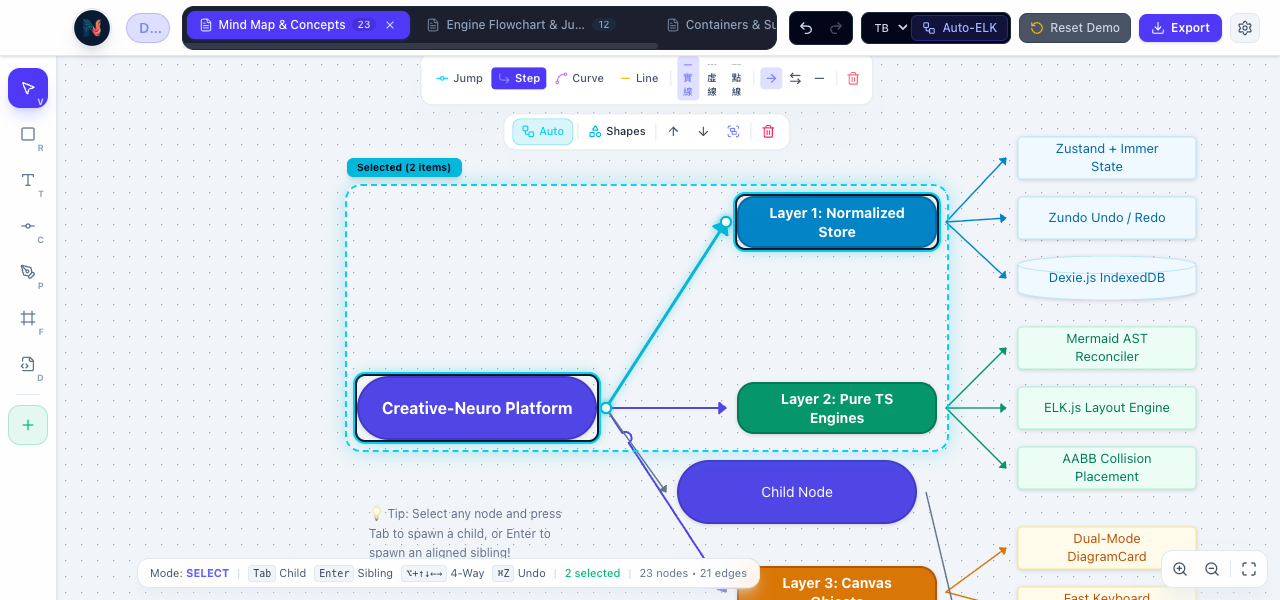 D...
Mind Map & Concepts 23
Engine Flowchart & Ju... 12
Containers & Su
TB
Auto-ELK
Reset Demo
Export
V
R
T
C
P
F
D
Jump
Step
Curve
Line
實線
虛線
點線
Auto
Shapes
Selected (2 items)
Layer 1: Normalized
Store
Zustand + Immer
State
Zundo Undo / Redo
Dexie.js IndexedDB
Creative-Neuro Platform
Layer 2: Pure TS
Engines
Mermaid AST
Reconciler
ELK.js Layout Engine
AABB Collision
Placement
Child Node
💡 Tip: Select any node and press
Tab to spawn a child, or Enter to
spawn an aligned sibling!
Layer 3: Canvas
Objects
Dual-Mode
DiagramCard
Fast Keyboard
Mode: SELECT | Tab Child Enter Sibling ⌥+↑↓←→ 4-Way ⌘Z Undo | 2 selected | 23 nodes • 21 edges